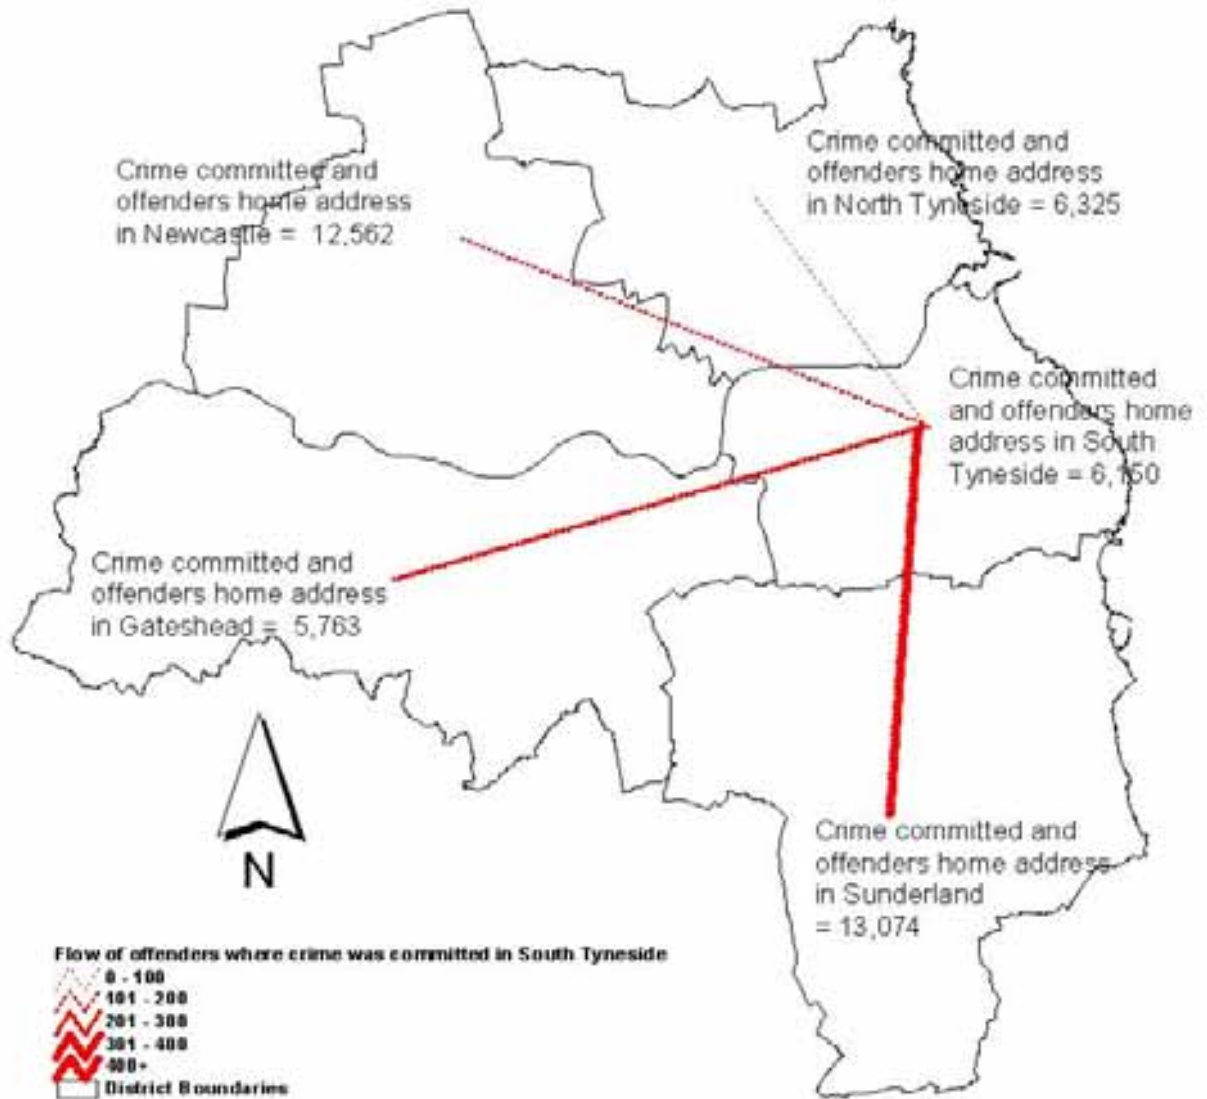 Crime committed and
offenders home address
in Newcastle = 12,562
Crime committed and
offenders home address
in North Tyneside = 6,325
Crime committed
and offenders home
address in South
Tyneside = 6,150
Crime committed and
offenders home address
in Gateshead = 5,763
N
Crime committed and
offenders home address
in Sunderland
= 13,074
Flow of offenders where crime was committed in South Tyneside
0 - 100
101 - 200
201 - 300
301 - 400
400+
District Boundaries